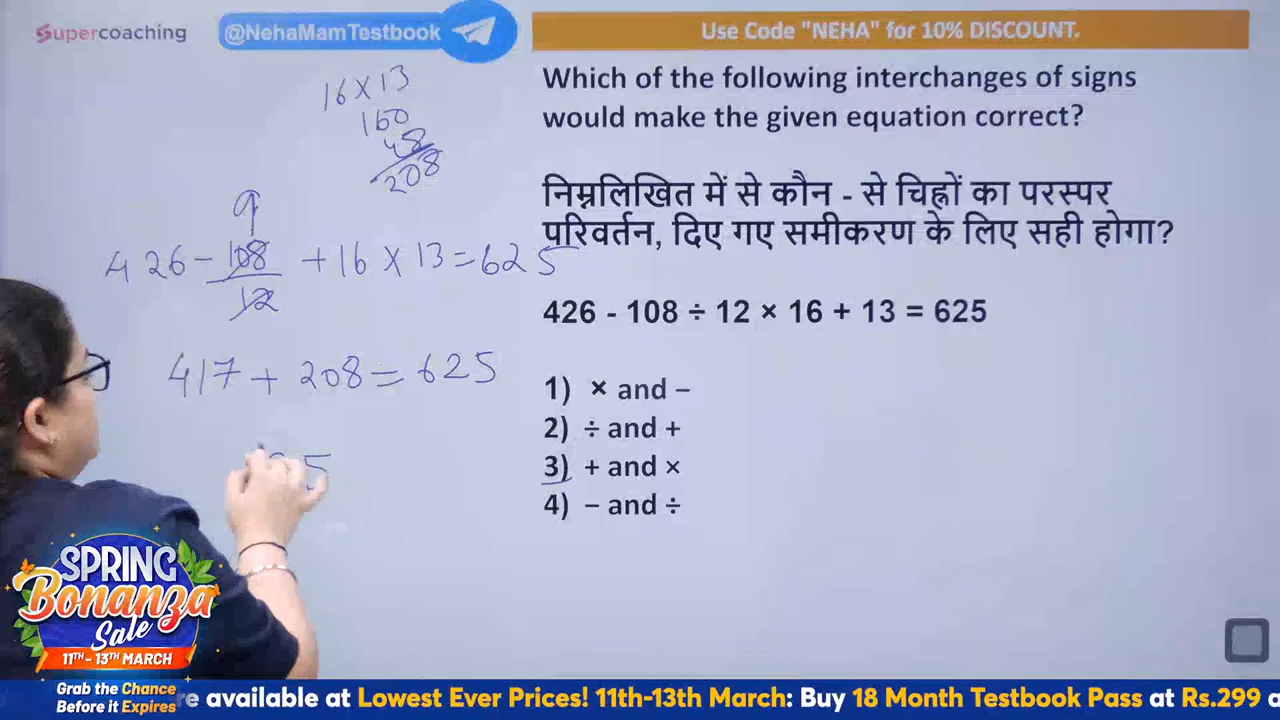 Supercoaching
@NehaMamTestbook
Use Code "NEHA" for 10% DISCOUNT.
Which of the following interchanges of signs
would make the given equation correct?
निम्नलिखित में से कौन - से चिह्नों का परस्पर
परिवर्तन, दिए गए समीकरण के लिए सही होगा?
426 - 108 ÷ 12 × 16 + 13 = 625
1) × and −
2) ÷ and +
3) + and ×
4) − and ÷
16 × 13
160
48
208
9
426 - 108 + 16 × 13 = 625
12
417 + 208 = 625
5
SPRING
Bonanza
Sale
11TH - 13TH MARCH
Grab the Chance
Before it Expires
re available at Lowest Ever Prices! 11th-13th March: Buy 18 Month Testbook Pass at Rs.299 a